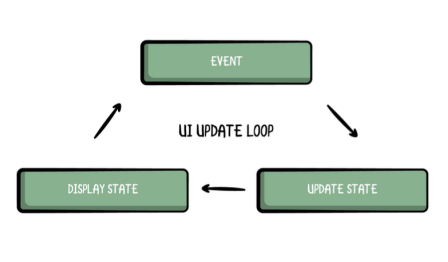 EVENT
UI UPDATE LOOP
DISPLAY STATE
UPDATE STATE